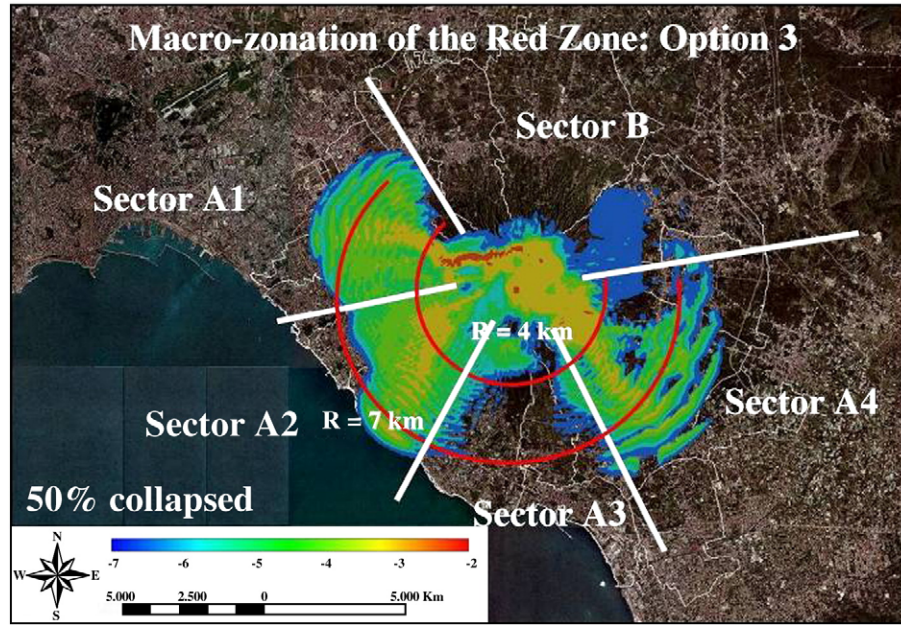 Macro-zonation of the Red Zone: Option 3
Sector B
Sector A1
R = 4 km
Sector A4
Sector A2
R = 7 km
50% collapsed
Sector A3
N
W E
S
-7 -6 -5 -4 -3 -2
5.000 2.500 0 5.000 Km